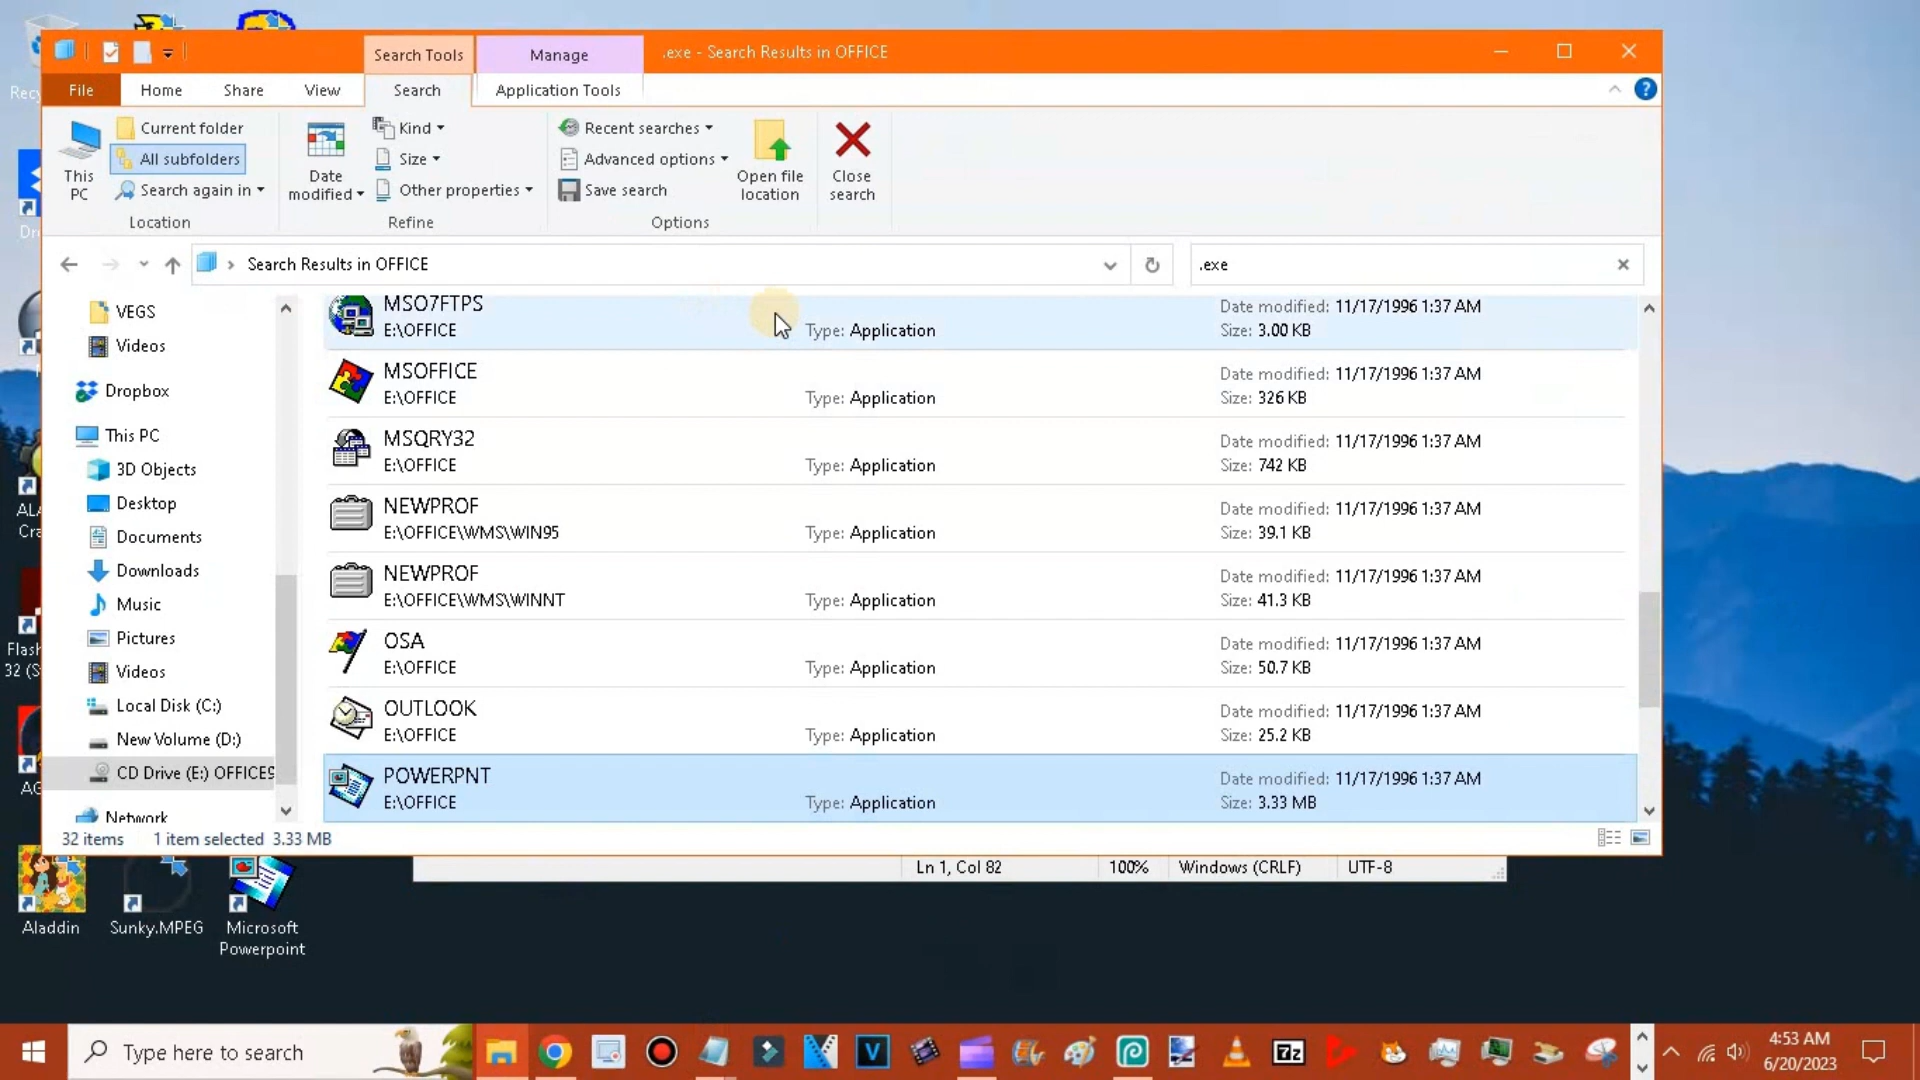 Search Tools
Manage
.exe - Search Results in OFFICE
File
Home
Share
View
Search
Application Tools
This PC
Current folder
All subfolders
Search again in
Location
Date modified
Kind
Size
Other properties
Refine
Recent searches
Advanced options
Save search
Options
Open file location
Close search
Search Results in OFFICE
.exe
VEGS
Videos
Dropbox
This PC
3D Objects
Desktop
Documents
Downloads
Music
Pictures
Videos
Local Disk (C:)
New Volume (D:)
CD Drive (E:) OFFICE9
Network
MSO7FTPS
E:\OFFICE
Type: Application
Date modified: 11/17/1996 1:37 AM
Size: 3.00 KB
MSOFFICE
E:\OFFICE
Type: Application
Date modified: 11/17/1996 1:37 AM
Size: 326 KB
MSQRY32
E:\OFFICE
Type: Application
Date modified: 11/17/1996 1:37 AM
Size: 742 KB
NEWPROF
E:\OFFICE\WMS\WIN95
Type: Application
Date modified: 11/17/1996 1:37 AM
Size: 39.1 KB
NEWPROF
E:\OFFICE\WMS\WINNT
Type: Application
Date modified: 11/17/1996 1:37 AM
Size: 41.3 KB
OSA
E:\OFFICE
Type: Application
Date modified: 11/17/1996 1:37 AM
Size: 50.7 KB
OUTLOOK
E:\OFFICE
Type: Application
Date modified: 11/17/1996 1:37 AM
Size: 25.2 KB
POWERPNT
E:\OFFICE
Type: Application
Date modified: 11/17/1996 1:37 AM
Size: 3.33 MB
32 items
1 item selected 3.33 MB
Ln 1, Col 82
100%
Windows (CRLF)
UTF-8
Aladdin
Sunky.MPEG
Microsoft
Powerpoint
Type here to search
4:53 AM
6/20/2023